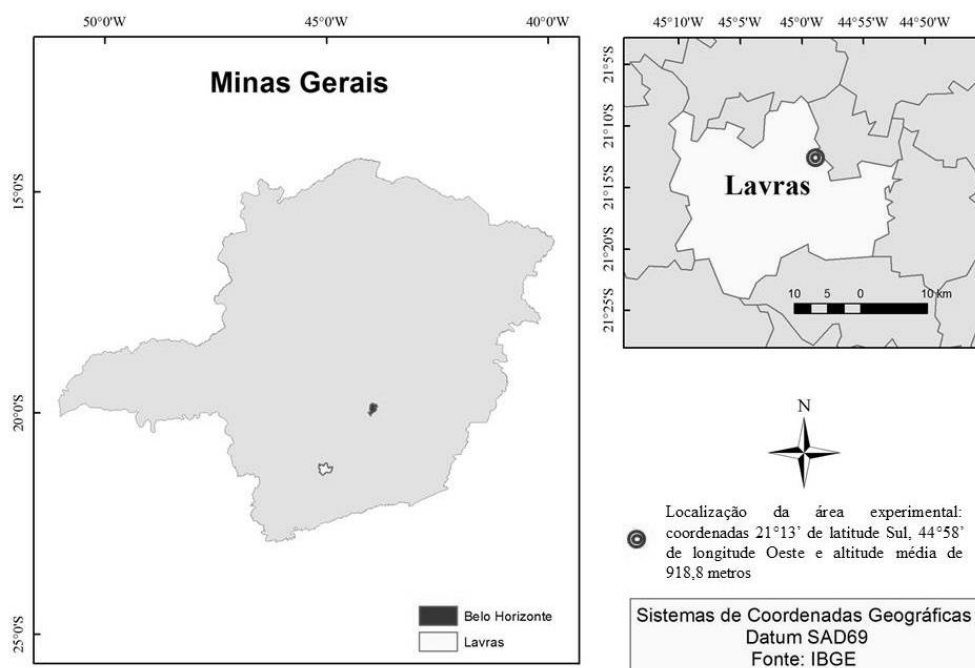 50°0'W 45°0'W 40°0'W
Minas Gerais
15°0'S
20°0'S
25°0'S
Belo Horizonte
Lavras
45°10'W 45°5'W 45°0'W 44°55'W 44°50'W
21°5'S
21°10'S
21°15'S
21°20'S
21°25'S
Lavras
10 5 0 10 km
N
Localização da área experimental:
coordenadas 21°13’ de latitude Sul, 44°58’
de longitude Oeste e altitude média de
918,8 metros
Sistemas de Coordenadas Geográficas
Datum SAD69
Fonte: IBGE